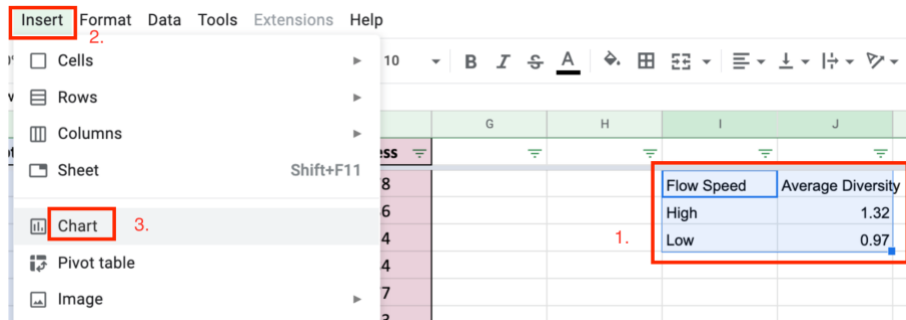 Insert Format Data Tools Extensions Help
2.
Cells
10 B I S A
Rows
Columns
G H I J
Sheet Shift+F11
ess
8 Flow Speed Average Diversity
6 High 1.32
Chart 3.
1.
4 Low 0.97
Pivot table
4
Image
7
3